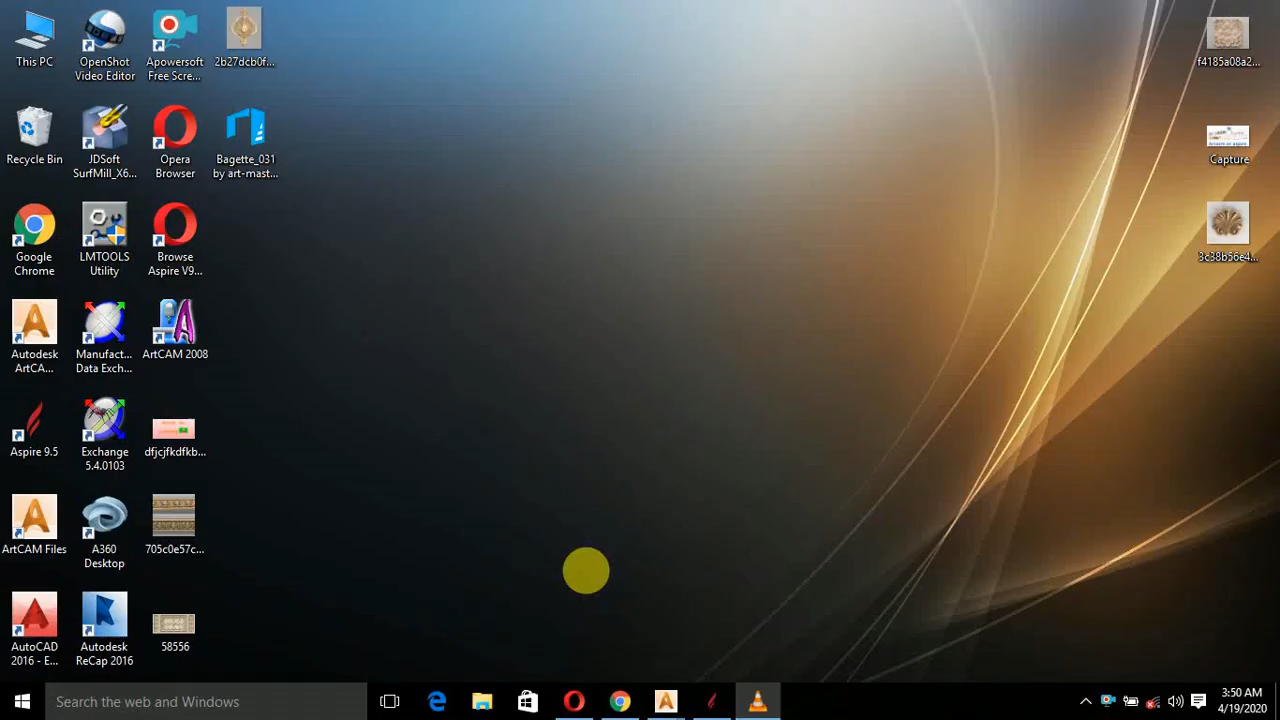 This PC
OpenShot
Video Editor
Apowersoft
Free Scre...
2b27dcb0f...
Recycle Bin
JDSoft
SurfMill_X6...
Opera
Browser
Bagette_031
by art-mast...
Google
Chrome
LMTOOLS
Utility
Browse
Aspire V9...
Autodesk
ArtCA...
Manufact...
Data Exch...
ArtCAM 2008
Aspire 9.5
Exchange
5.4.0103
dfjcjfkdfkb...
ArtCAM Files
A360
Desktop
705c0e57c...
AutoCAD
2016 - E...
Autodesk
ReCap 2016
58556
f4185a08a2...
Capture
3c38b56e4...
Search the web and Windows
3:50 AM
4/19/2020